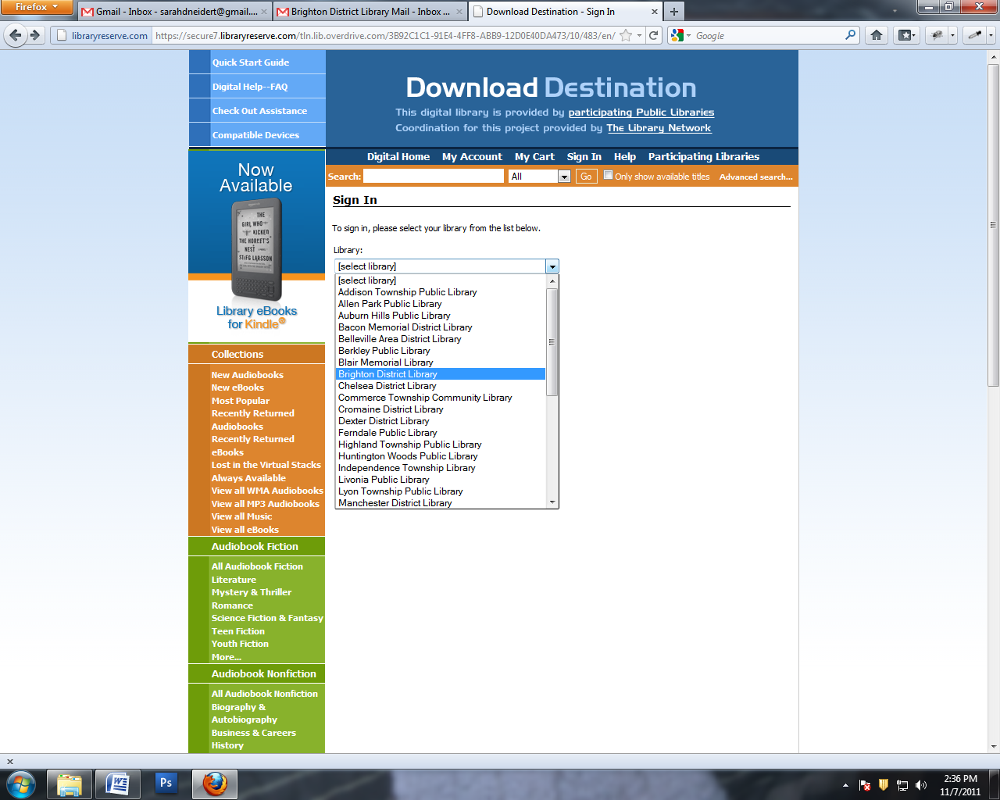 Firefox
Gmail - Inbox - sarahdneidert@gmail....
Brighton District Library Mail - Inbox ...
Download Destination - Sign In
libraryreserve.com
https://secure7.libraryreserve.com/tln.lib.overdrive.com/3B92C1C1-91E4-4FF8-ABB9-12D0E40DA473/10/483/en/
Google
Quick Start Guide
Digital Help--FAQ
Check Out Assistance
Compatible Devices
Download Destination
This digital library is provided by participating Public Libraries
Coordination for this project provided by The Library Network
Digital Home My Account My Cart Sign In Help Participating Libraries
Search: All Go Only show available titles Advanced search...
Now
Available
THE
GIRL WHO
KICKED
THE HORNET'S
NEST
STIEG LARSSON
Library eBooks
for Kindle®
Collections
New Audiobooks
New eBooks
Most Popular
Recently Returned
Audiobooks
Recently Returned
eBooks
Lost in the Virtual Stacks
Always Available
View all WMA Audiobooks
View all MP3 Audiobooks
View all Music
View all eBooks
Audiobook Fiction
All Audiobook Fiction
Literature
Mystery & Thriller
Romance
Science Fiction & Fantasy
Teen Fiction
Youth Fiction
More...
Audiobook Nonfiction
All Audiobook Nonfiction
Biography &
Autobiography
Business & Careers
History
Sign In
To sign in, please select your library from the list below.
Library:
[select library]
[select library]
Addison Township Public Library
Allen Park Public Library
Auburn Hills Public Library
Bacon Memorial District Library
Belleville Area District Library
Berkley Public Library
Blair Memorial Library
Brighton District Library
Chelsea District Library
Commerce Township Community Library
Cromaine District Library
Dexter District Library
Ferndale Public Library
Highland Township Public Library
Huntington Woods Public Library
Independence Township Library
Livonia Public Library
Lyon Township Public Library
Manchester District Library
Ps
2:36 PM
11/7/2011